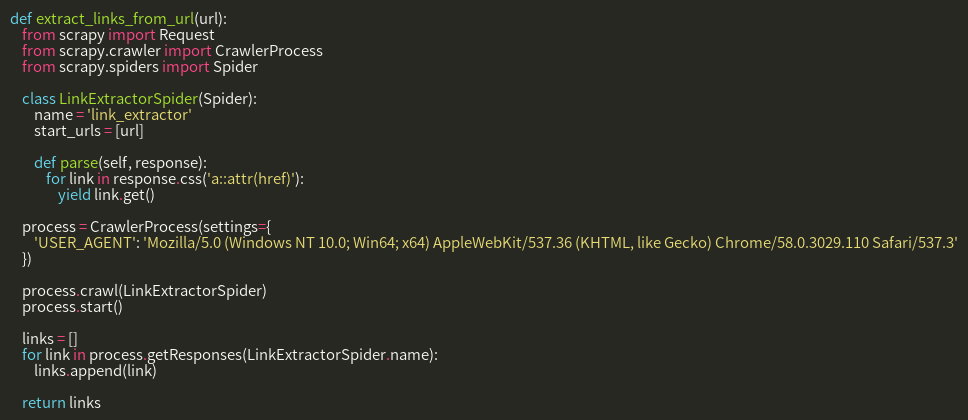 def extract_links_from_url(url):
    from scrapy import Request
    from scrapy.crawler import CrawlerProcess
    from scrapy.spiders import Spider

    class LinkExtractorSpider(Spider):
        name = 'link_extractor'
        start_urls = [url]

        def parse(self, response):
            for link in response.css('a::attr(href)'):
                yield link.get()

    process = CrawlerProcess(settings={
        'USER_AGENT': 'Mozilla/5.0 (Windows NT 10.0; Win64; x64) AppleWebKit/537.36 (KHTML, like Gecko) Chrome/58.0.3029.110 Safari/537.3'
    })

    process.crawl(LinkExtractorSpider)
    process.start()

    links = []
    for link in process.getResponses(LinkExtractorSpider.name):
        links.append(link)

    return links